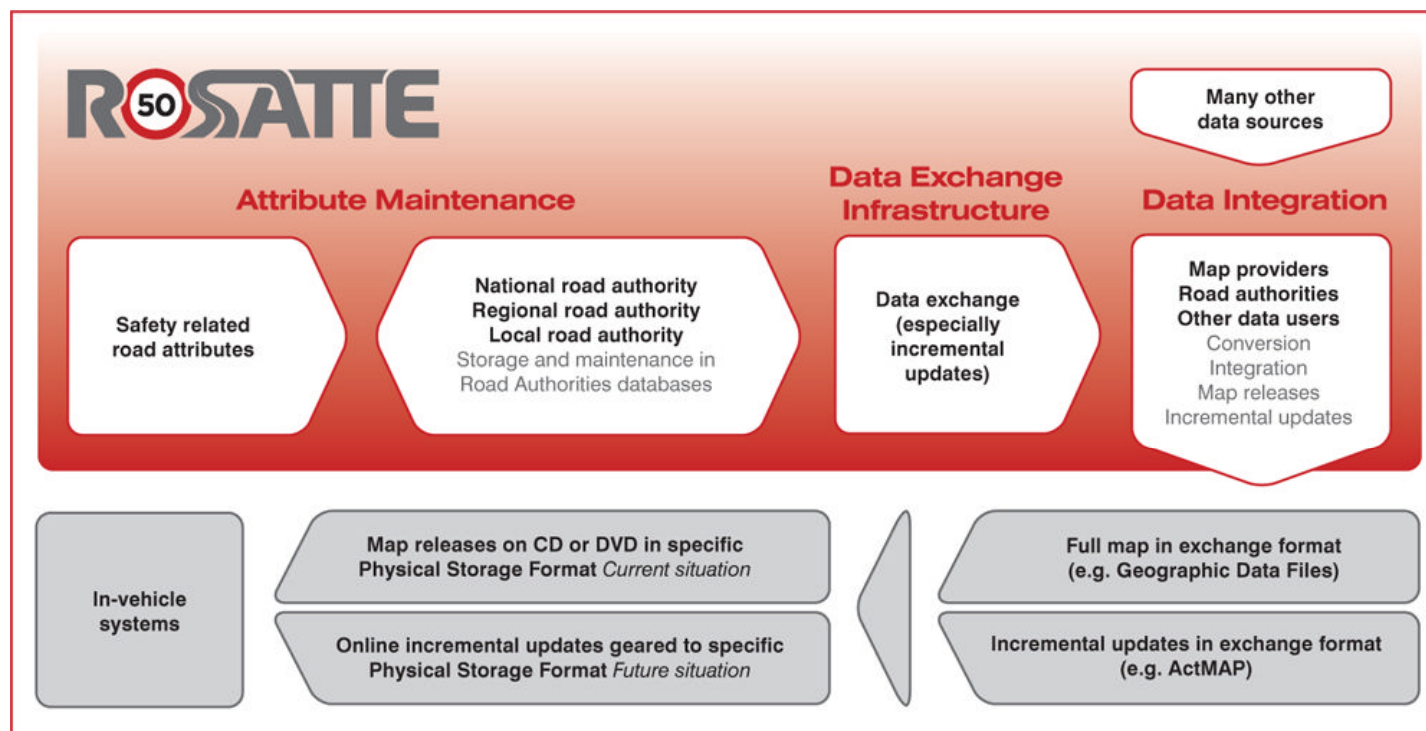 ROSATTE
50
Many other
data sources
Attribute Maintenance
Data Exchange
Infrastructure
Data Integration
Safety related
road attributes
National road authority
Regional road authority
Local road authority
Storage and maintenance in
Road Authorities databases
Data exchange
(especially
incremental
updates)
Map providers
Road authorities
Other data users
Conversion
Integration
Map releases
Incremental updates
In-vehicle
systems
Map releases on CD or DVD in specific
Physical Storage Format Current situation
Online incremental updates geared to specific
Physical Storage Format Future situation
Full map in exchange format
(e.g. Geographic Data Files)
Incremental updates in exchange format
(e.g. ActMAP)